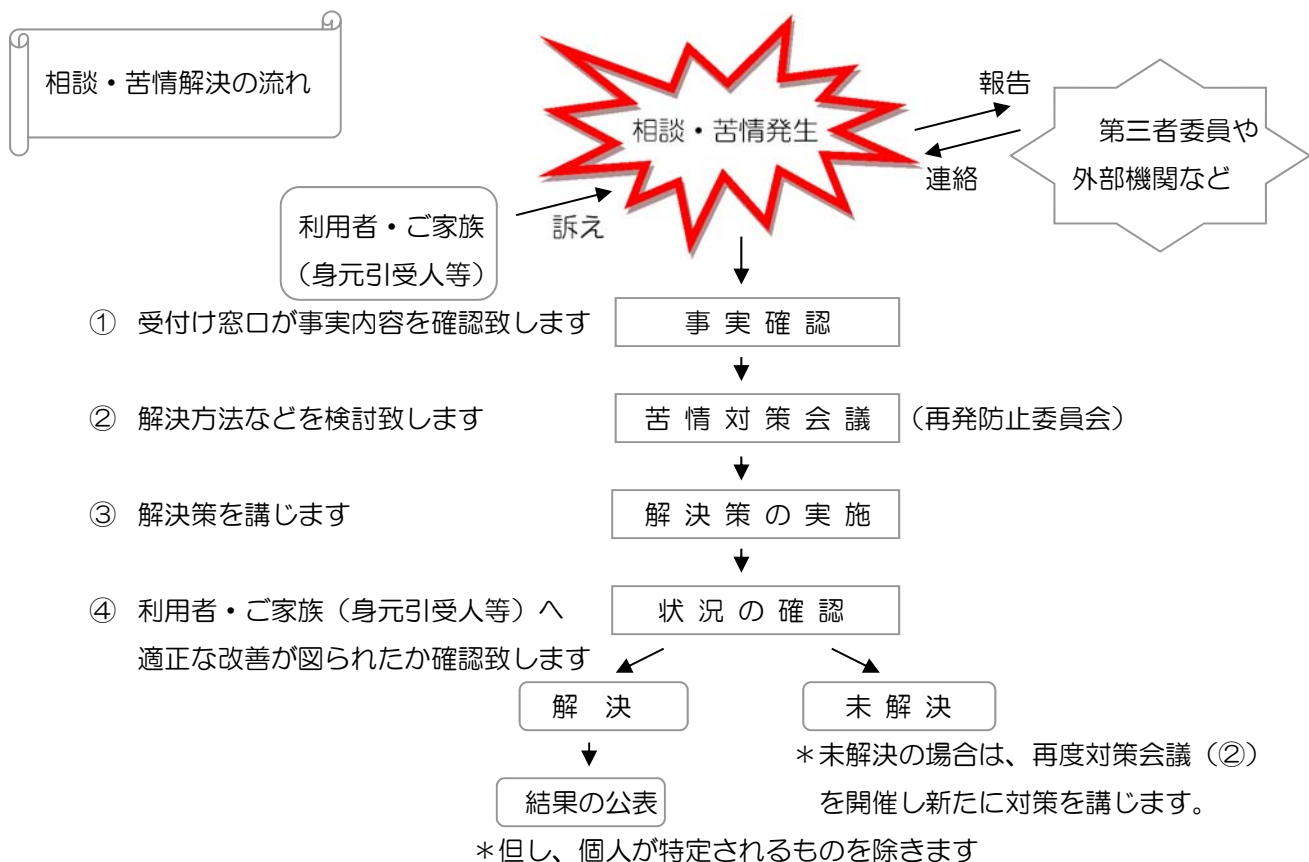 相談・苦情解決の流れ
相談・苦情発生
報告
連絡
第三者委員や
外部機関など
利用者・ご家族
（身元引受人等）
訴え
① 受付け窓口が事実内容を確認致します
事実確認
② 解決方法などを検討致します
苦情対策会議
（再発防止委員会）
③ 解決策を講じます
解決策の実施
④ 利用者・ご家族（身元引受人等）へ
適正な改善が図られたか確認致します
状況の確認
解 決
未解決
＊未解決の場合は、再度対策会議（②）
を開催し新たに対策を講じます。
結果の公表
＊但し、個人が特定されるものを除きます